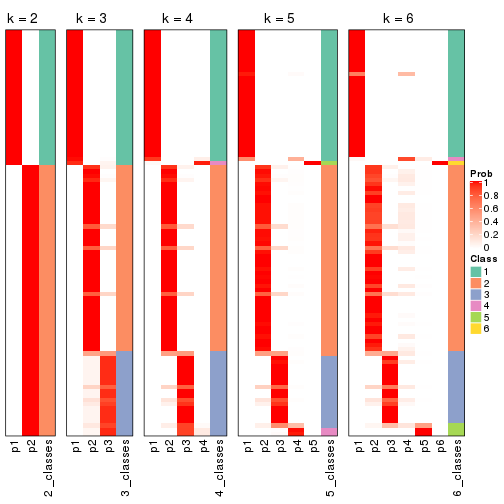 k = 2
k = 3
k = 4
k = 5
k = 6
p1
p2
2_classes
p1
p2
p3
3_classes
p1
p2
p3
p4
4_classes
p1
p2
p3
p4
p5
5_classes
p1
p2
p3
p4
p5
p6
6_classes
Prob
1
0.8
0.6
0.4
0.2
0
Class
1
2
3
4
5
6